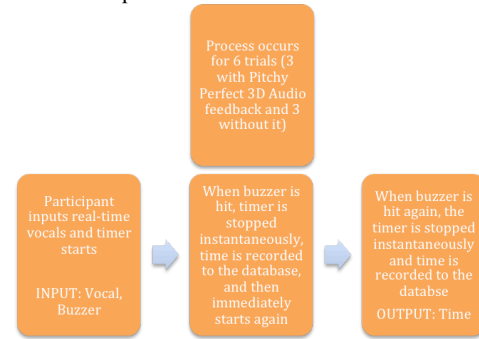 Process occurs
for 6 trials (3
with Pitchy
Perfect 3D Audio
feedback and 3
without it)
Participant
inputs real-time
vocals and timer
starts
INPUT: Vocal,
Buzzer
When buzzer is
hit, timer is
stopped
instantaneously,
time is recorded
to the database,
and then
immediately
starts again
When buzzer is
hit again, the
timer is stopped
instantaneously
and time is
recorded to the
databse
OUTPUT: Time